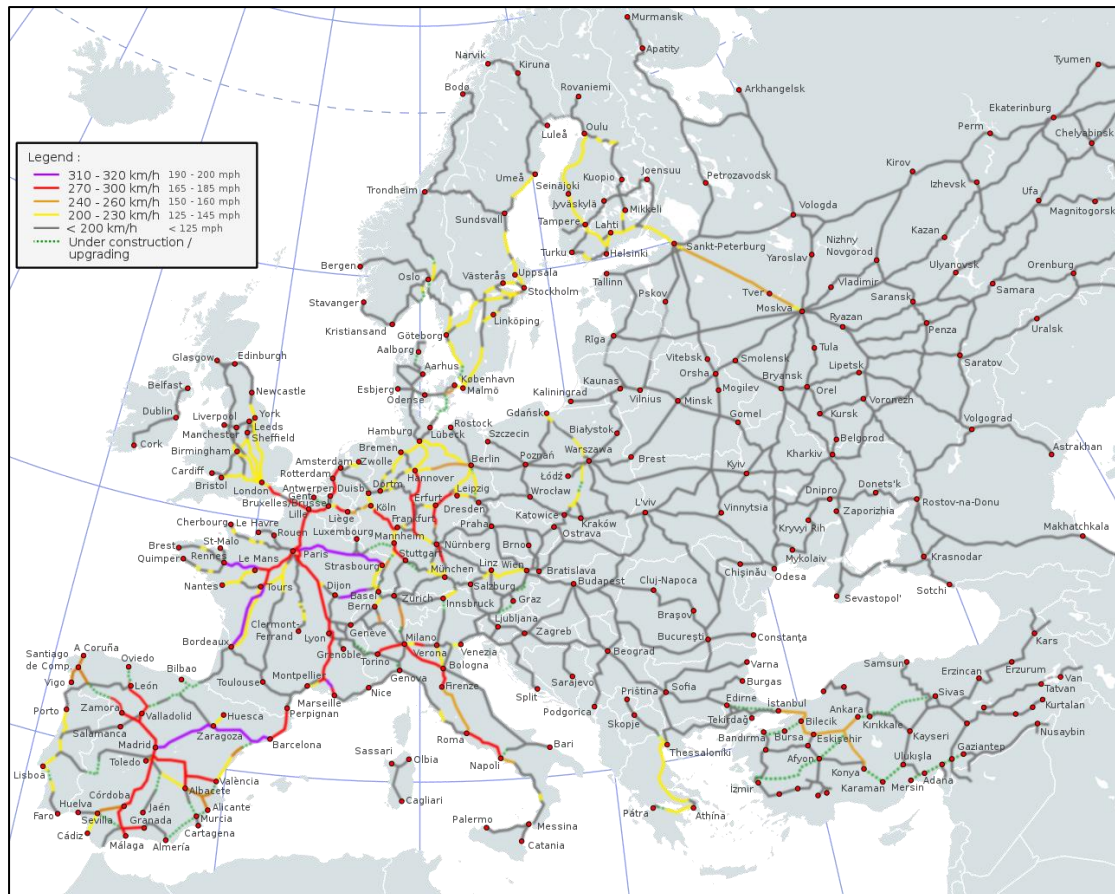 Murmansk
Apatity
Narvik
Kiruna
Tyumen
Bodø
Rovaniemi
Arkhangelsk
Ekaterinburg
Oulu
Luleå
Perm
Chelyabinsk
Legend :
310 - 320 km/h 190 - 200 mph
270 - 300 km/h 165 - 185 mph
240 - 260 km/h 150 - 160 mph
200 - 230 km/h 125 - 145 mph
< 200 km/h < 125 mph
Under construction /
upgrading
Umeå
Seinäjoki
Kuopio
Joensuu
Petrozavodsk
Kirov
Izhevsk
Ufa
Trondheim
Jyväskylä
Mikkeli
Magnitogorsk
Sundsvall
Tampere
Lahti
Vologda
Kazan
Turku
Helsinki
Sankt-Peterburg
Yaroslav
Nizhny
Novgorod
Bergen
Oslo
Västerås
Uppsala
Stockholm
Tallinn
Ulyanovsk
Orenburg
Stavanger
Pskov
Tver
Vladimir
Saransk
Samara
Kristiansand
Linköping
Moskva
Ryazan
Penza
Uralsk
Göteborg
Rīga
Aalborg
Tula
Glasgow
Edinburgh
Aarhus
Vitebsk
Smolensk
Saratov
Belfast
Newcastle
Esbjerg
København
Malmö
Kaunas
Orsha
Bryansk
Lipetsk
Odense
Kaliningrad
Vilnius
Mogilev
Orel
Dublin
Liverpool
York
Leeds
Minsk
Voronezh
Manchester
Sheffield
Rostock
Gdańsk
Gomel
Kursk
Volgograd
Cork
Birmingham
Hamburg
Lübeck
Szczecin
Białystok
Belgorod
Bremen
Warszawa
Astrakhan
Cardiff
Amsterdam
Zwolle
Berlin
Poznań
Brest
Kharkiv
Bristol
Rotterdam
Hannover
Łódź
Kyiv
London
Antwerpen
Duisb
Dortm
Erfurt
Leipzig
Wrocław
Dnipro
Donets'k
Gent
Bruxelles/Brussel
Dresden
L'viv
Vinnytsia
Rostov-na-Donu
Lille
Liège
Köln
Katowice
Kraków
Zaporizhia
Cherbourg
Le Havre
Frankfurt
Praha
Ostrava
Kryvyi Rih
Makhachkala
Rouen
Luxembourg
Mannheim
Brest
St-Malo
Paris
Nürnberg
Brno
Mykolaiv
Krasnodar
Quimper
Rennes
Le Mans
Stuttgart
Strasbourg
Linz
Wien
Bratislava
Chişinău
Odessa
Nantes
Tours
Dijon
Basel
München
Salzburg
Budapest
Cluj-Napoca
Sevastopol'
Sotchi
Bern
Zürich
Innsbruck
Graz
Clermont-
Ferrand
Lyon
Genève
Ljubljana
Braşov
Bordeaux
Grenoble
Milano
Zagreb
Bucureşti
Constanţa
Kars
A Coruña
Torino
Verona
Venezia
Beograd
Samsun
Santiago
de Comp.
Oviedo
Bilbao
Bologna
Varna
Erzincan
Erzurum
Van
Vigo
León
Toulouse
Montpellier
Genova
Firenze
Sarajevo
Burgas
Tatvan
Marseille
Nice
Split
Priština
Sofia
Edirne
İstanbul
Ankara
Sivas
Kurtalan
Porto
Zamora
Valladolid
Huesca
Perpignan
Podgorica
Skopje
Tekirdağ
Bilecik
Kırıkkale
Nusaybin
Salamanca
Zaragoza
Roma
Bandırma
Bursa
Eskişehir
Kayseri
Madrid
Barcelona
Sassari
Olbia
Bari
Thessaloniki
Afyon
Ulukışla
Gaziantep
Lisboa
Toledo
Napoli
Konya
Adana
València
İzmir
Karaman
Mersin
Albacete
Córdoba
Cagliari
Huelva
Jaén
Alicante
Pátra
Athína
Faro
Sevilla
Granada
Murcia
Palermo
Messina
Cádiz
Cartagena
Málaga
Almería
Catania